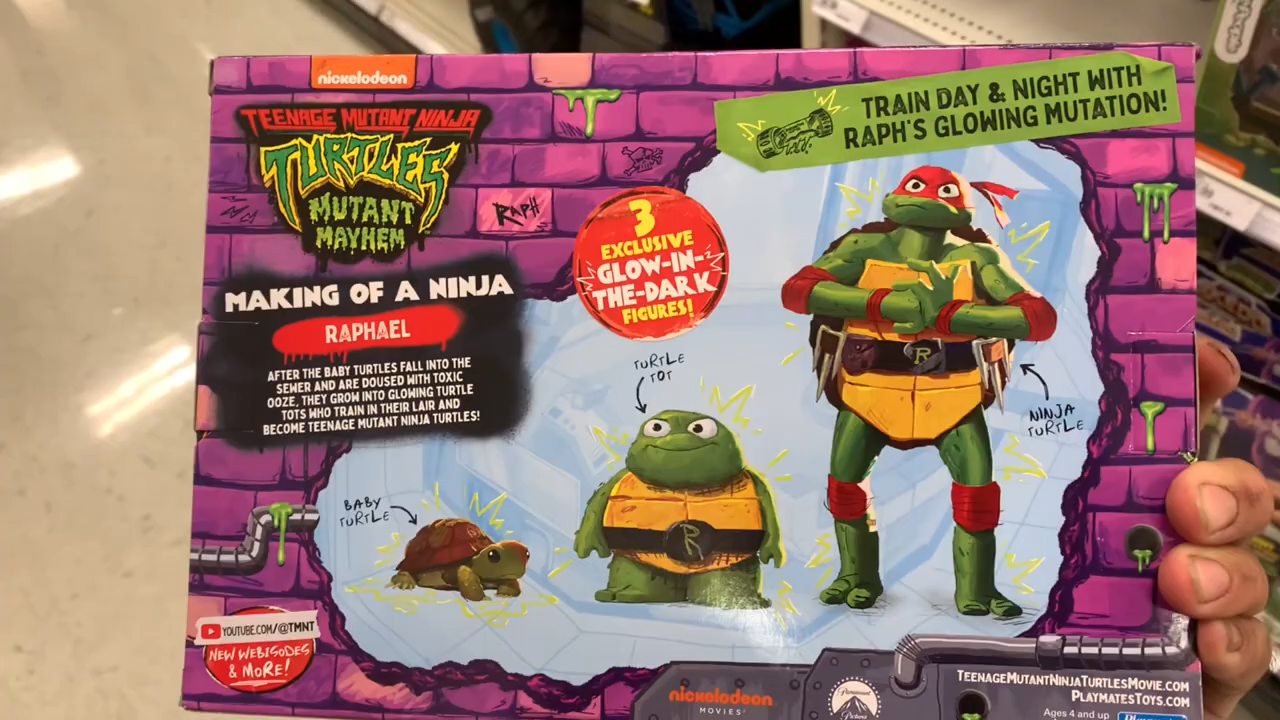 nickelodeon
TEENAGE MUTANT NINJA
TURTLES
MUTANT
MAYHEM
RAPH
TRAIN DAY & NIGHT WITH
RAPH'S GLOWING MUTATION!
3
EXCLUSIVE
GLOW-IN-
THE-DARK
FIGURES!
MAKING OF A NINJA
RAPHAEL
AFTER THE BABY TURTLES FALL INTO THE
SEWER AND ARE DOUSED WITH TOXIC
OOZE, THEY GROW INTO GLOWING TURTLE
TOTS WHO TRAIN IN THEIR LAIR AND
BECOME TEENAGE MUTANT NINJA TURTLES!
BABY
TURTLE
TURTLE
TOT
R
NINJA
TURTLE
R
YOUTUBE.COM/@TMNT
NEW WEBISODES
& MORE!
nickelodeon
MOVIES
Paramount
Pictures
TEENAGEMUTANTNINJATURTLESMOVIE.COM
PLAYMATESTOYS.COM
Ages 4 and up